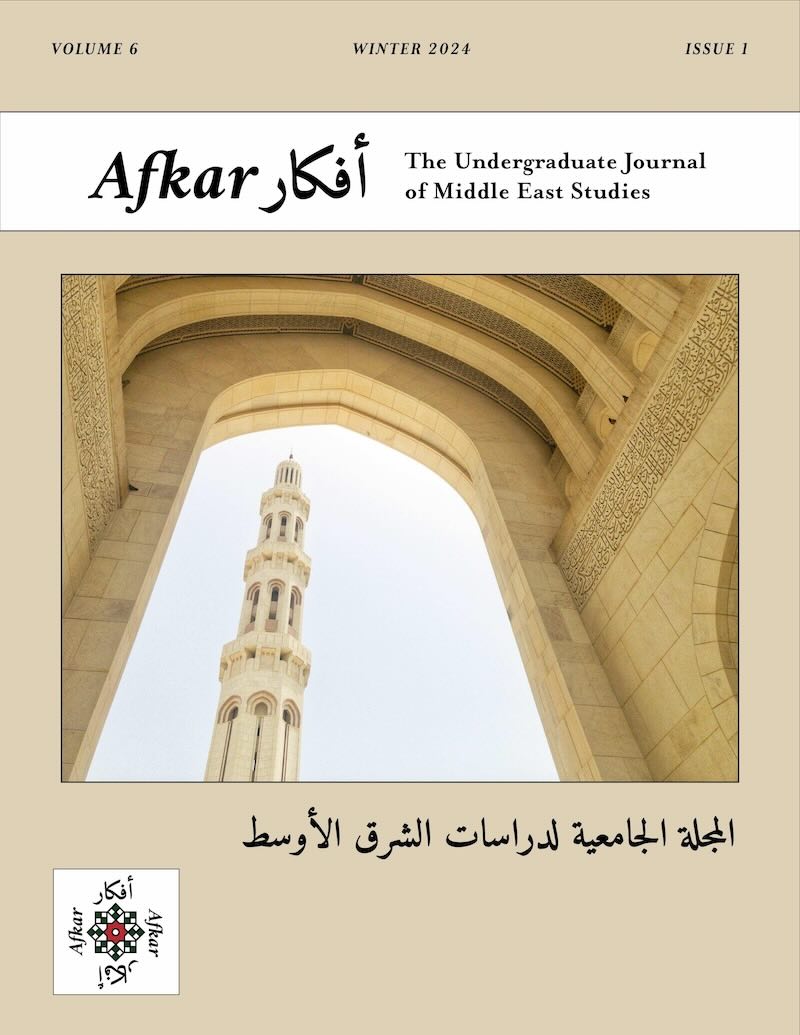 VOLUME 6
WINTER 2024
ISSUE 1
Afkar أفكار
The Undergraduate Journal
of Middle East Studies
المجلة الجامعية لدراسات الشرق الأوسط
أفكار
Afkar
Afkar
أفكار